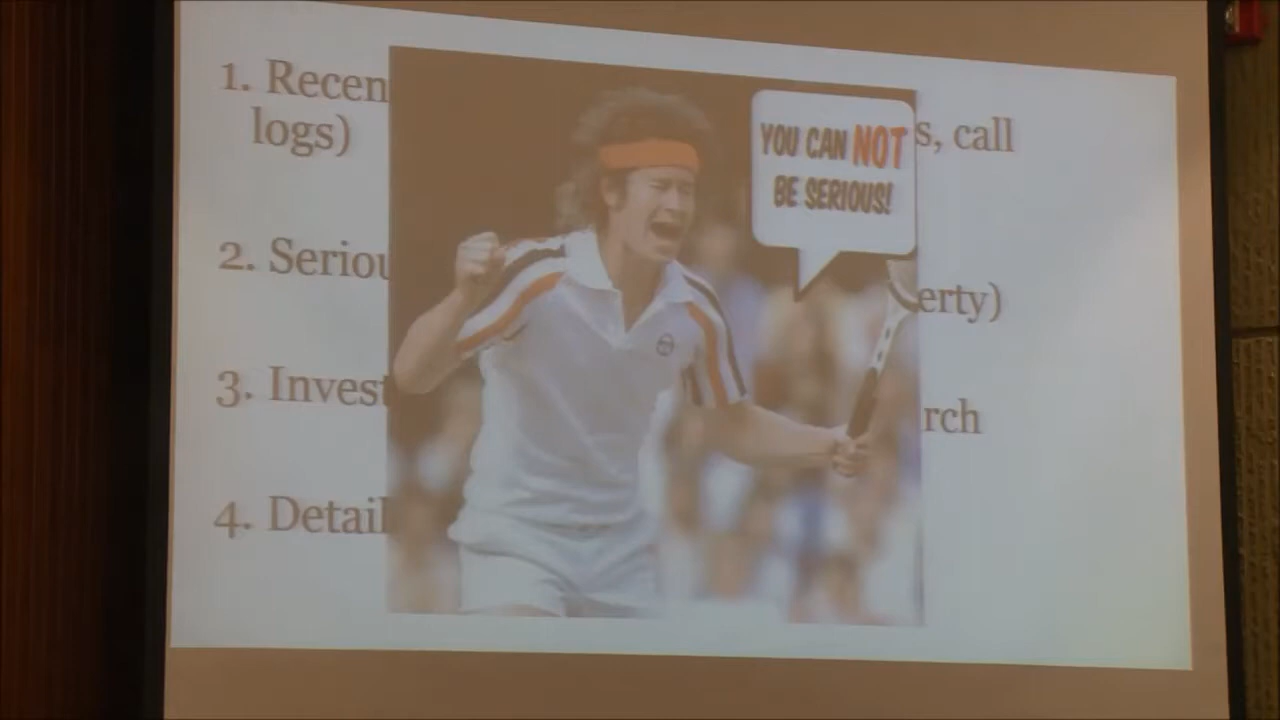 1. Recen
logs)
s, call
YOU CAN NOT
BE SERIOUS!
2. Seriou
erty)
3. Invest
rch
4. Detail